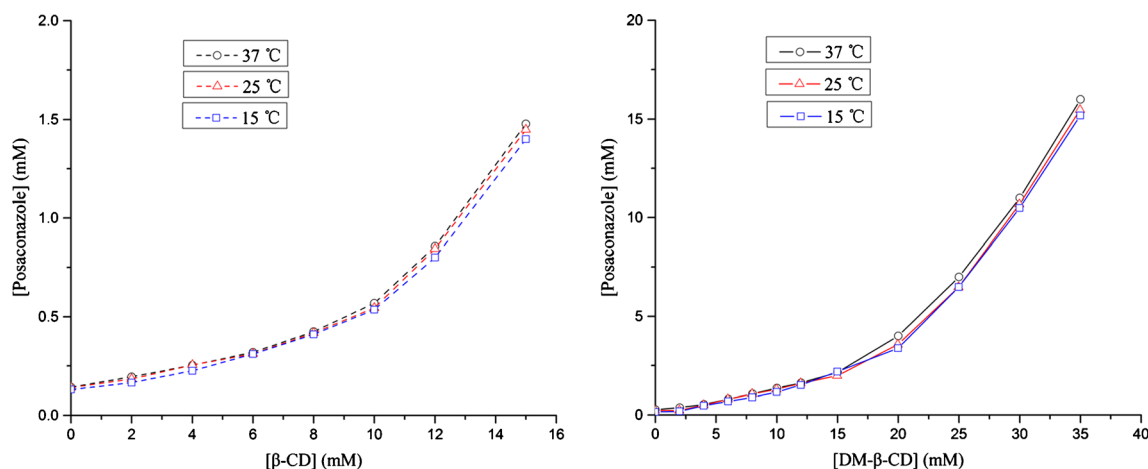 2.0
1.5
1.0
0.5
0.0
[Posaconazole] (mM)
37 ℃
25 ℃
15 ℃
0 2 4 6 8 10 12 14 16
[β-CD] (mM)
20
15
10
5
0
[Posaconazole] (mM)
37 ℃
25 ℃
15 ℃
0 5 10 15 20 25 30 35 40
[DM-β-CD] (mM)